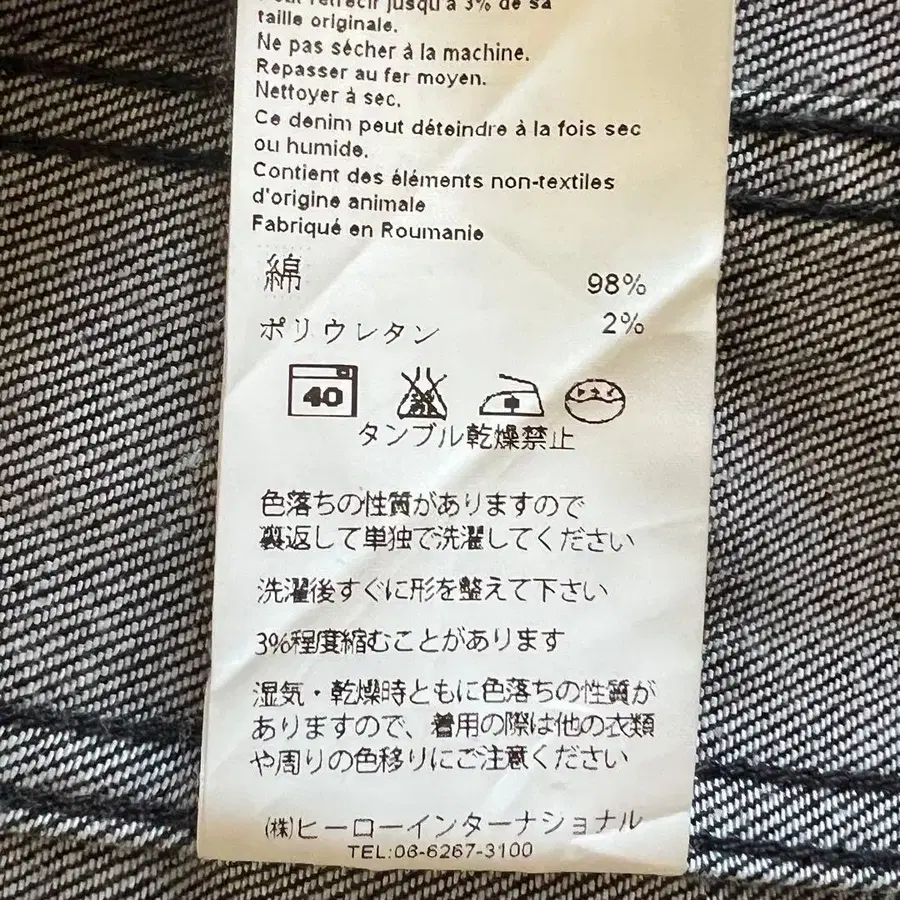 Peut rétrécir jusqu'à 3% de sa
taille originale.
Ne pas sécher à la machine.
Repasser au fer moyen.
Nettoyer à sec.
Ce denim peut déteindre à la fois sec
ou humide.
Contient des éléments non-textiles
d'origine animale
Fabriqué en Roumanie
綿 98%
ポリウレタン 2%
40
タンブル乾燥禁止
色落ちの性質がありますので
裏返して単独で洗濯してください
洗濯後すぐに形を整えて下さい
3%程度縮むことがあります
湿気・乾燥時ともに色落ちの性質が
ありますので、着用の際は他の衣類
や周りの色移りにご注意ください
(株)ヒーローインターナショナル
TEL:06-6267-3100